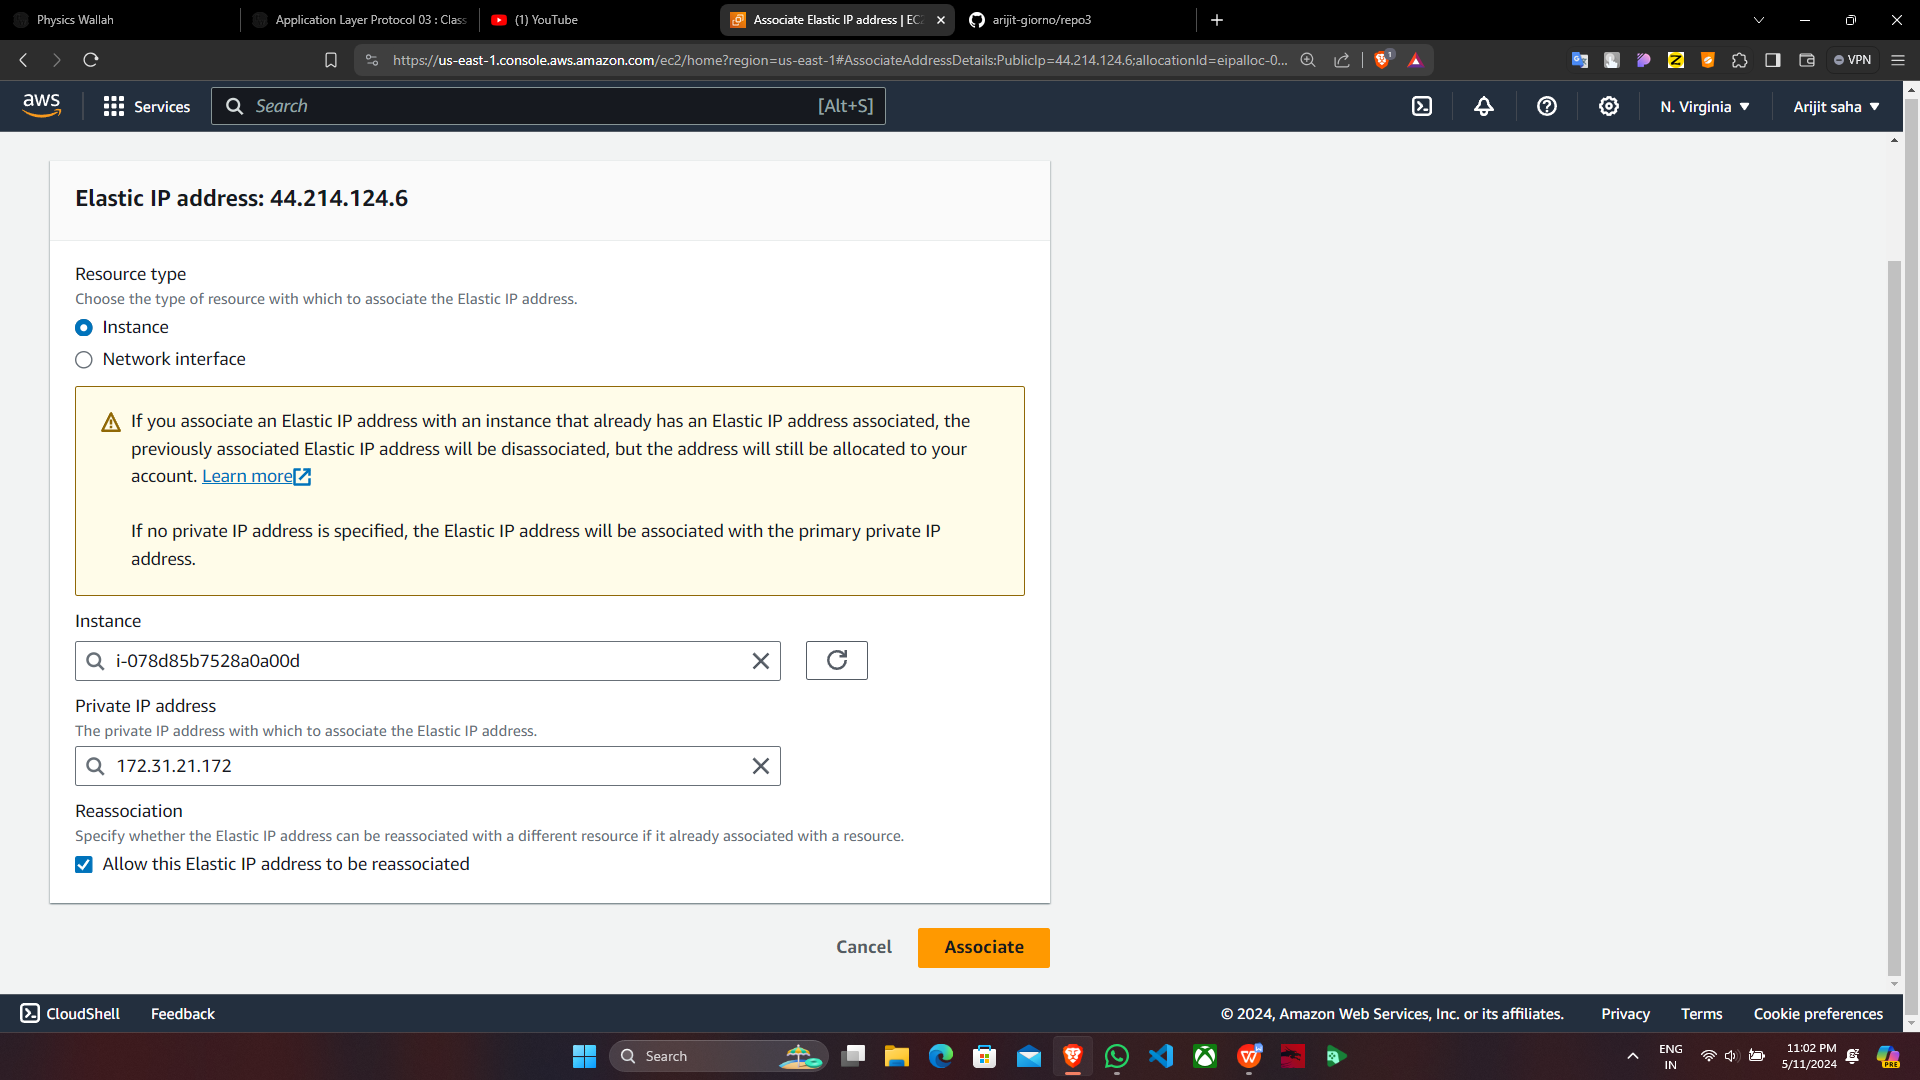 Physics Wallah
Application Layer Protocol 03 : Class
(1) YouTube
Associate Elastic IP address | EC2
arijit-giorno/repo3
https://us-east-1.console.aws.amazon.com/ec2/home?region=us-east-1#AssociateAddressDetails:PublicIp=44.214.124.6;allocationId=eipalloc-0...
1
VPN
aws
Services
Search
[Alt+S]
N. Virginia
Arijit saha
Elastic IP address: 44.214.124.6
Resource type
Choose the type of resource with which to associate the Elastic IP address.
Instance
Network interface
If you associate an Elastic IP address with an instance that already has an Elastic IP address associated, the
previously associated Elastic IP address will be disassociated, but the address will still be allocated to your
account. Learn more
If no private IP address is specified, the Elastic IP address will be associated with the primary private IP
address.
Instance
i-078d85b7528a0a00d
Private IP address
The private IP address with which to associate the Elastic IP address.
172.31.21.172
Reassociation
Specify whether the Elastic IP address can be reassociated with a different resource if it already associated with a resource.
Allow this Elastic IP address to be reassociated
Cancel
Associate
CloudShell
Feedback
© 2024, Amazon Web Services, Inc. or its affiliates.
Privacy
Terms
Cookie preferences
Search
ENG
IN
11:02 PM
5/11/2024
PRE